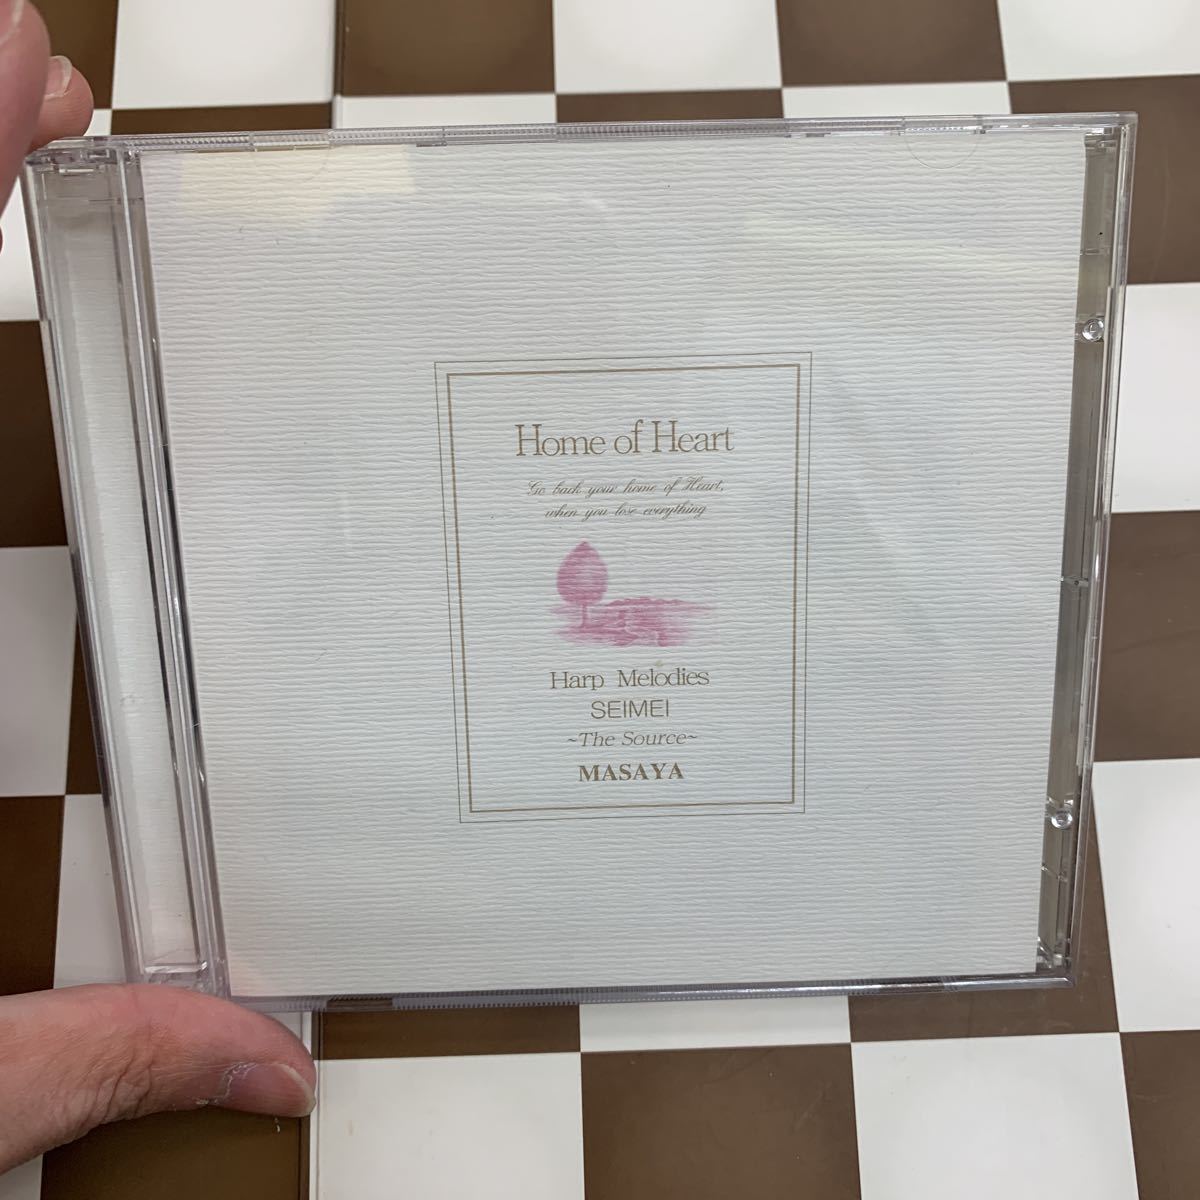 Home of Heart
Go back your home of Heart,
when you lose everything
Harp Melodies
SEIMEI
~The Source~
MASAYA